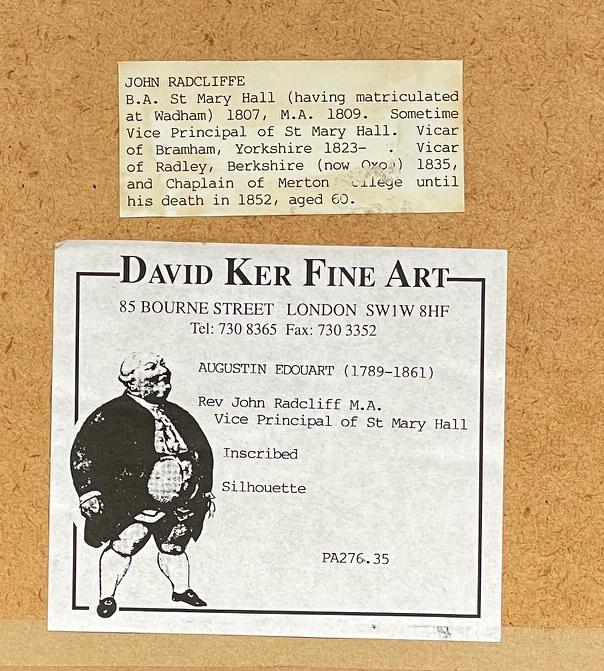 JOHN RADCLIFFE
B.A. St Mary Hall (having matriculated
at Wadham) 1807, M.A. 1809. Sometime
Vice Principal of St Mary Hall. Vicar
of Bramham, Yorkshire 1823- . Vicar
of Radley, Berkshire (now Oxon) 1835,
and Chaplain of Merton until
his death in 1852, aged 60.
DAVID KER FINE ART
85 BOURNE STREET LONDON SW1W 8HF
Tel: 730 8365 Fax: 730 3352
AUGUSTIN EDOUART (1789-1861)
Rev John Radcliff M.A.
Vice Principal of St Mary Hall
Inscribed
Silhouette
PA276.35